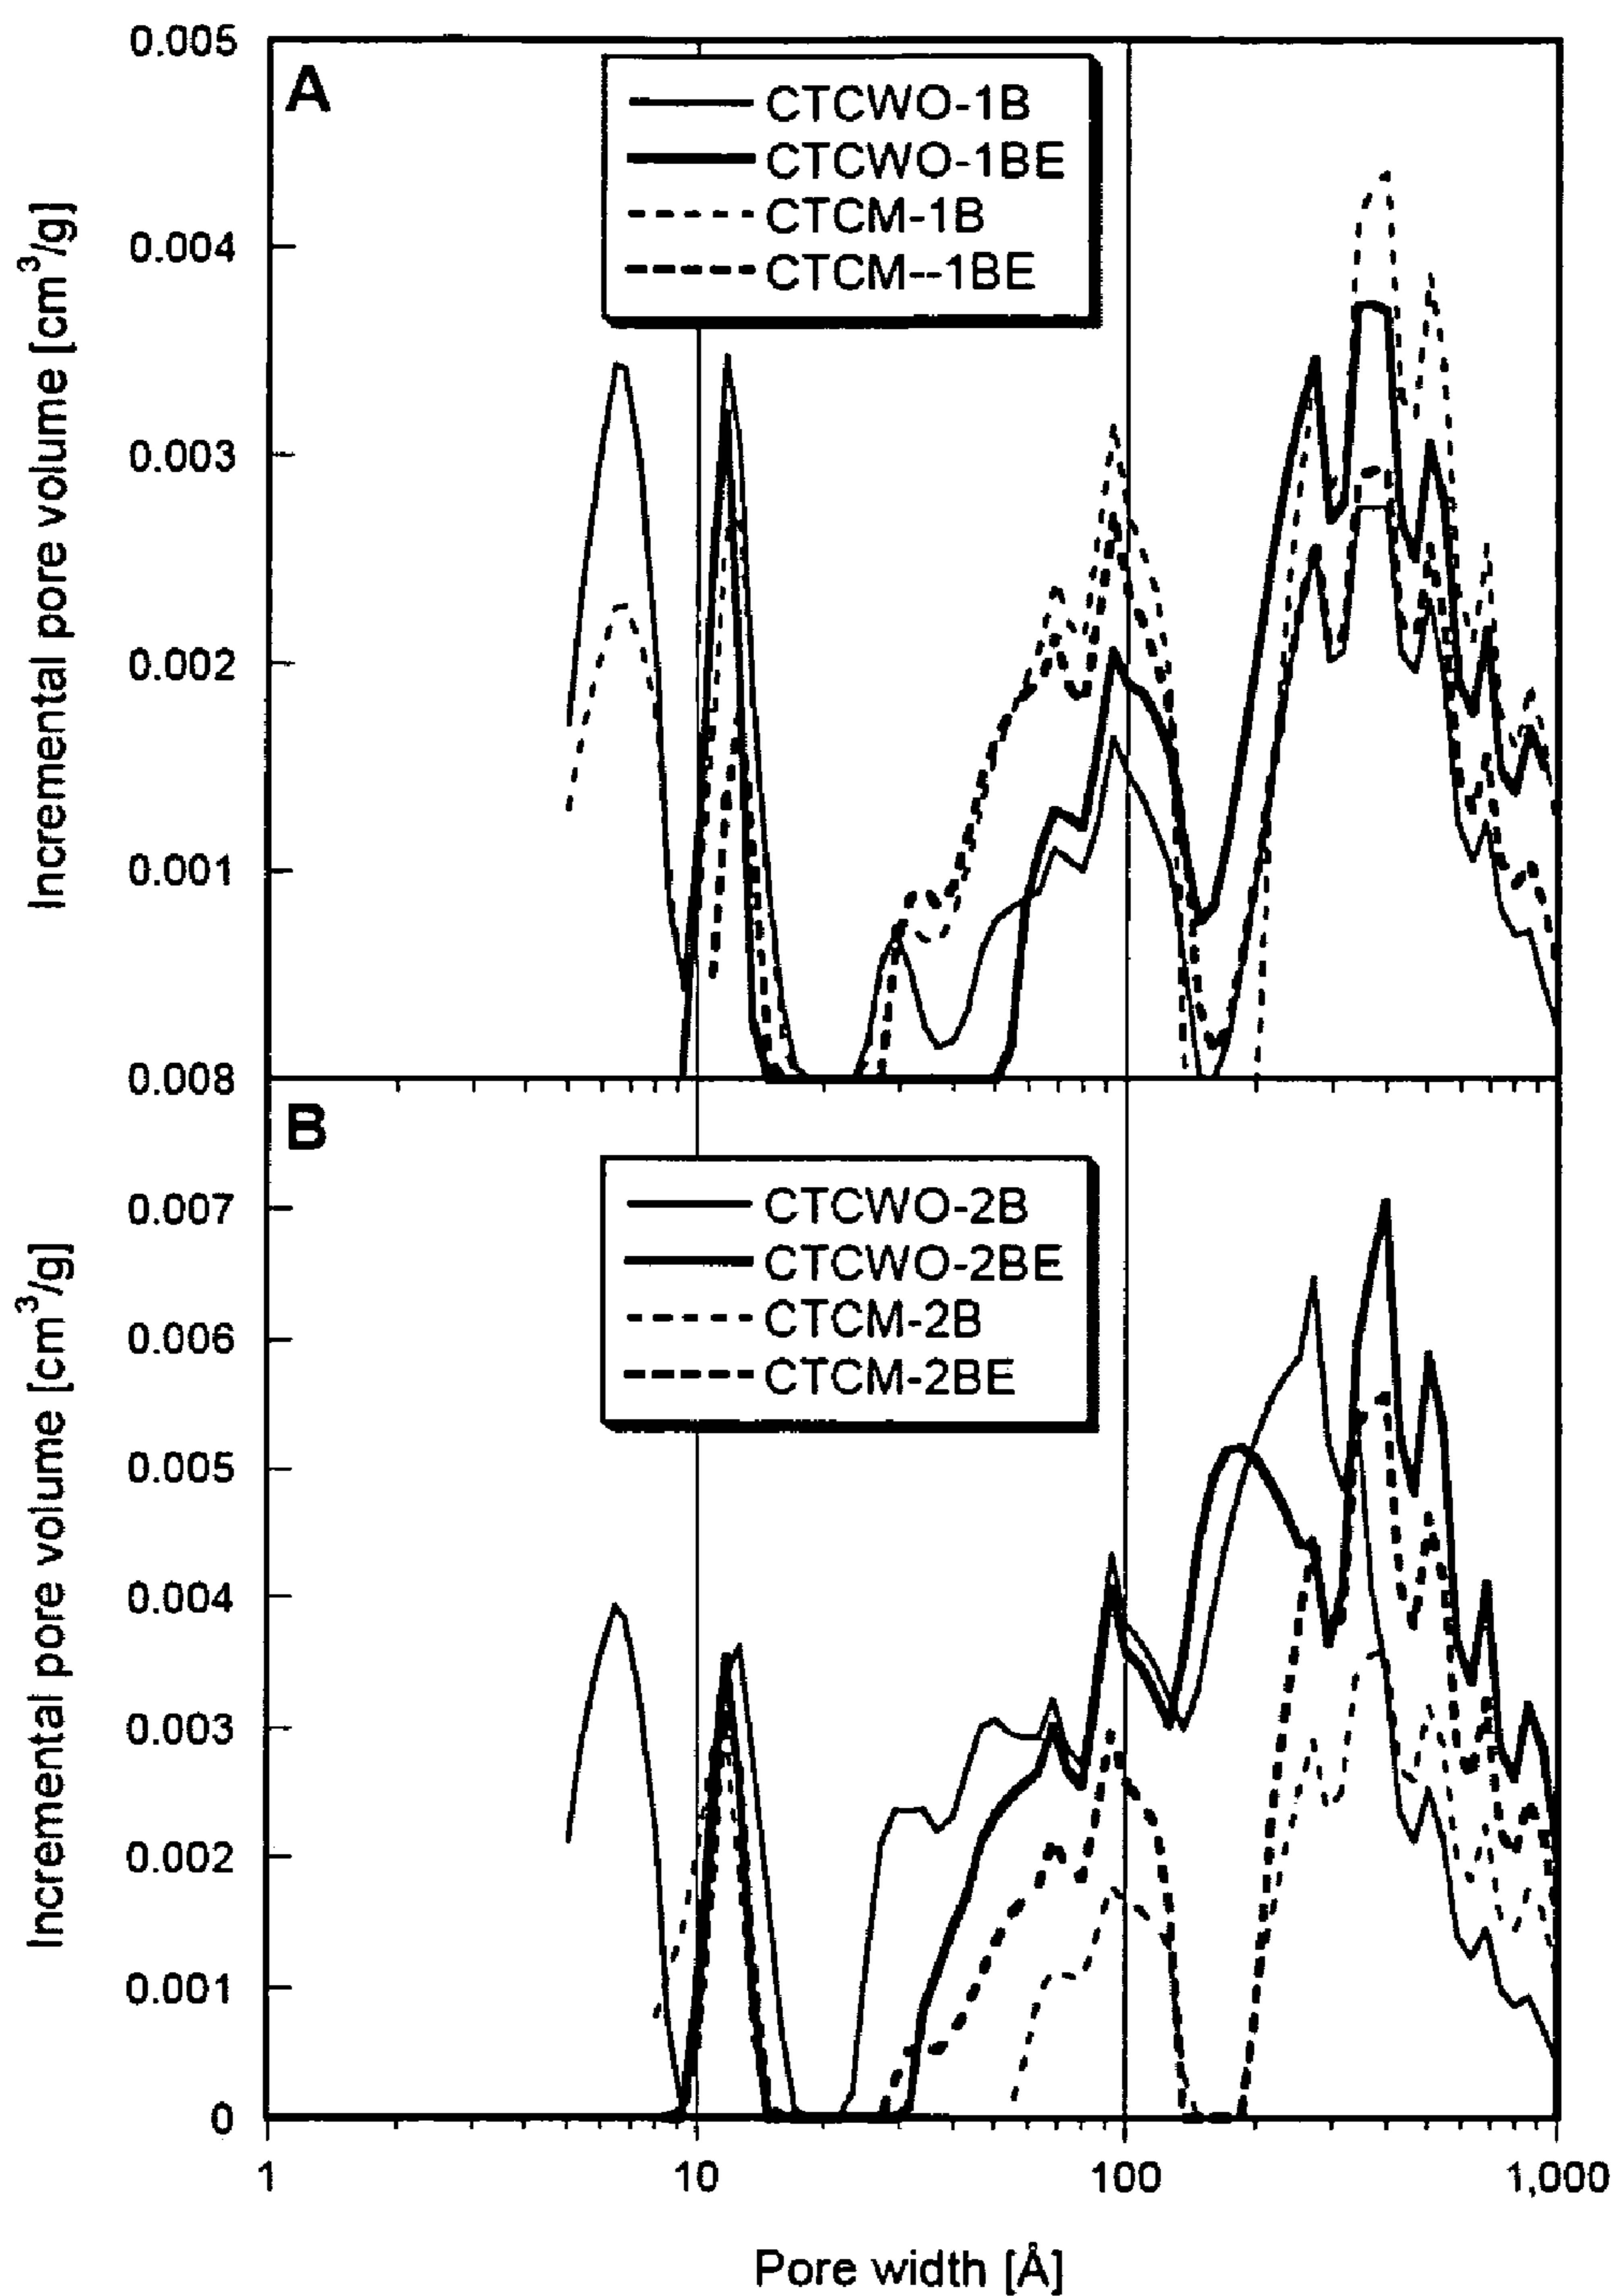 0.005
A
CTCWO-1B
CTCWO-1BE
CTCM-1B
CTCM--1BE
0.004
0.003
0.002
0.001
0.008
Incremental pore volume [cm³/g]
B
CTCWO-2B
CTCWO-2BE
CTCM-2B
CTCM-2BE
0.007
0.006
0.005
0.004
0.003
0.002
0.001
0
Incremental pore volume [cm³/g]
1 10 100 1,000
Pore width [Å]